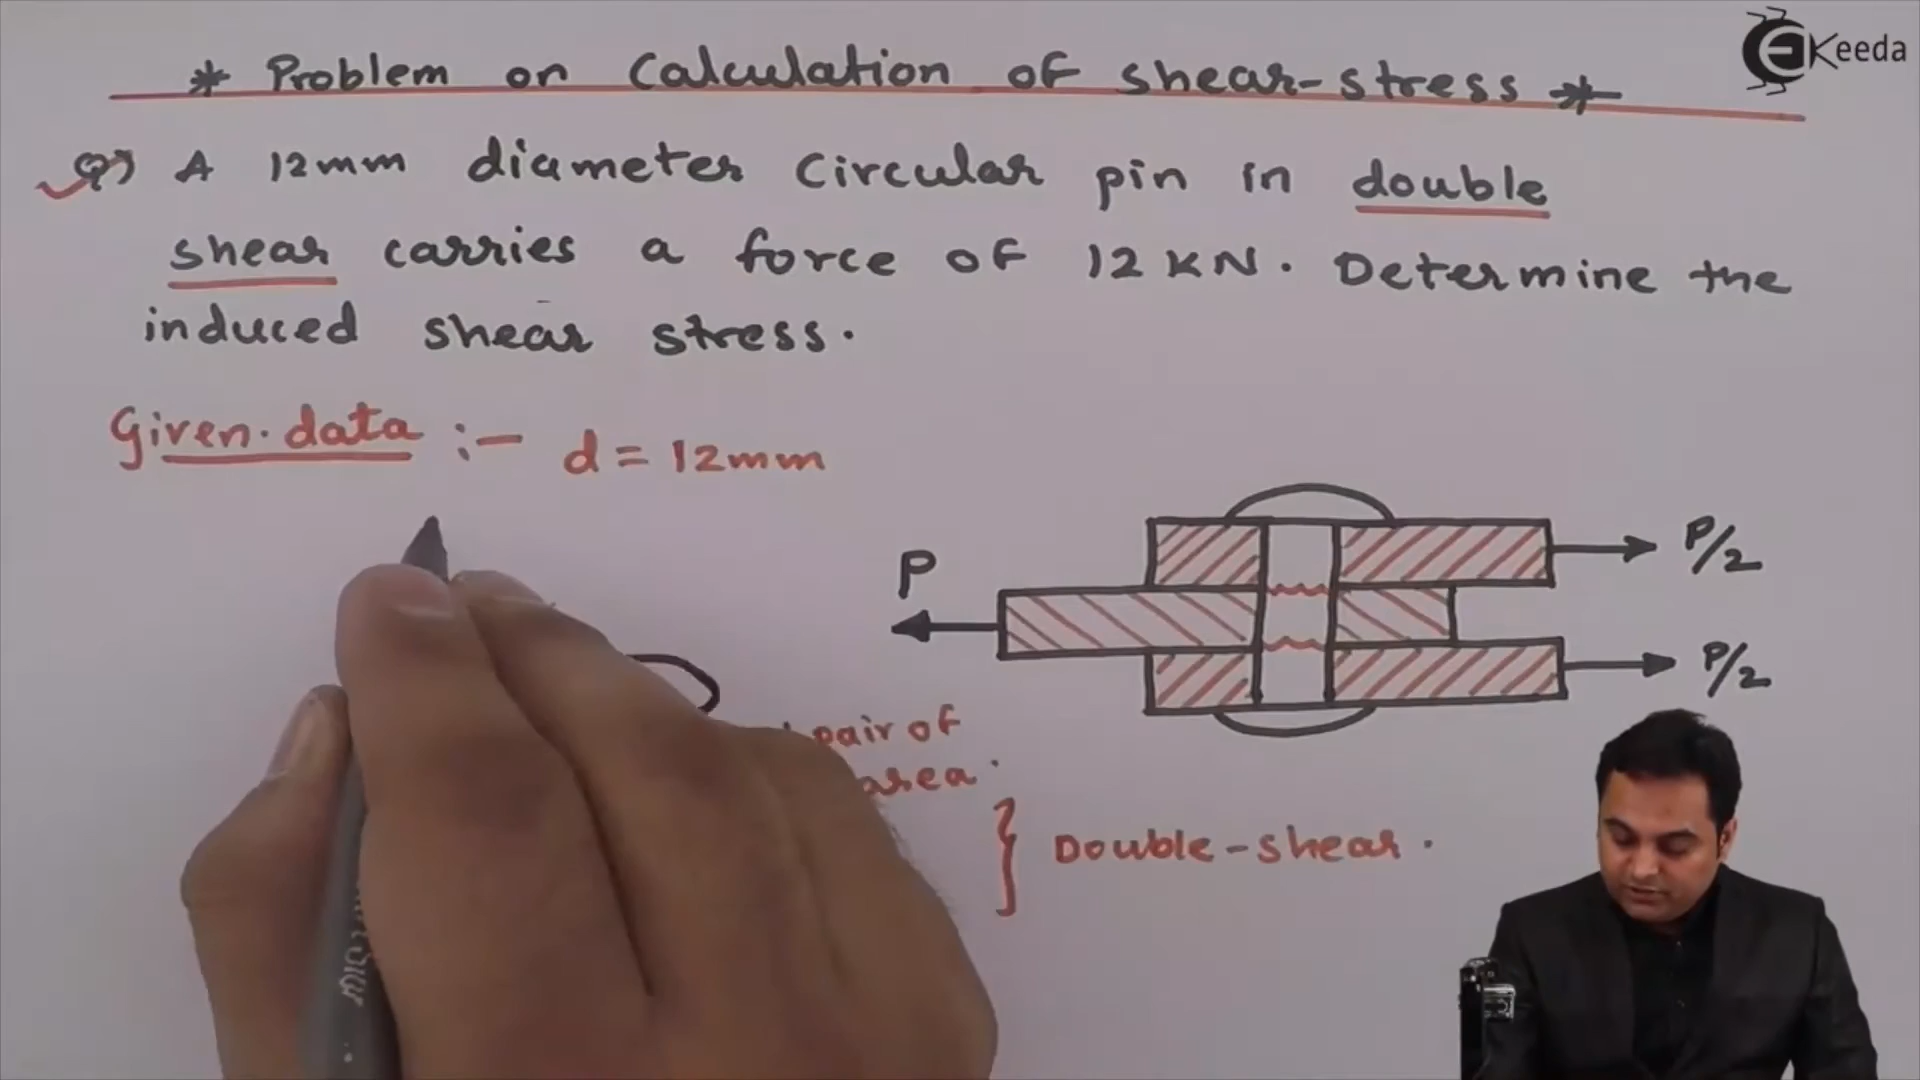 Keeda
* Problem on Calculation of shear-stress *
Q) A 12mm diameter circular pin in double
shear carries a force of 12 KN. Determine the
induced shear stress.
Given data :- d = 12mm
P
P/2
P/2
pair of
area.
} Double-shear.